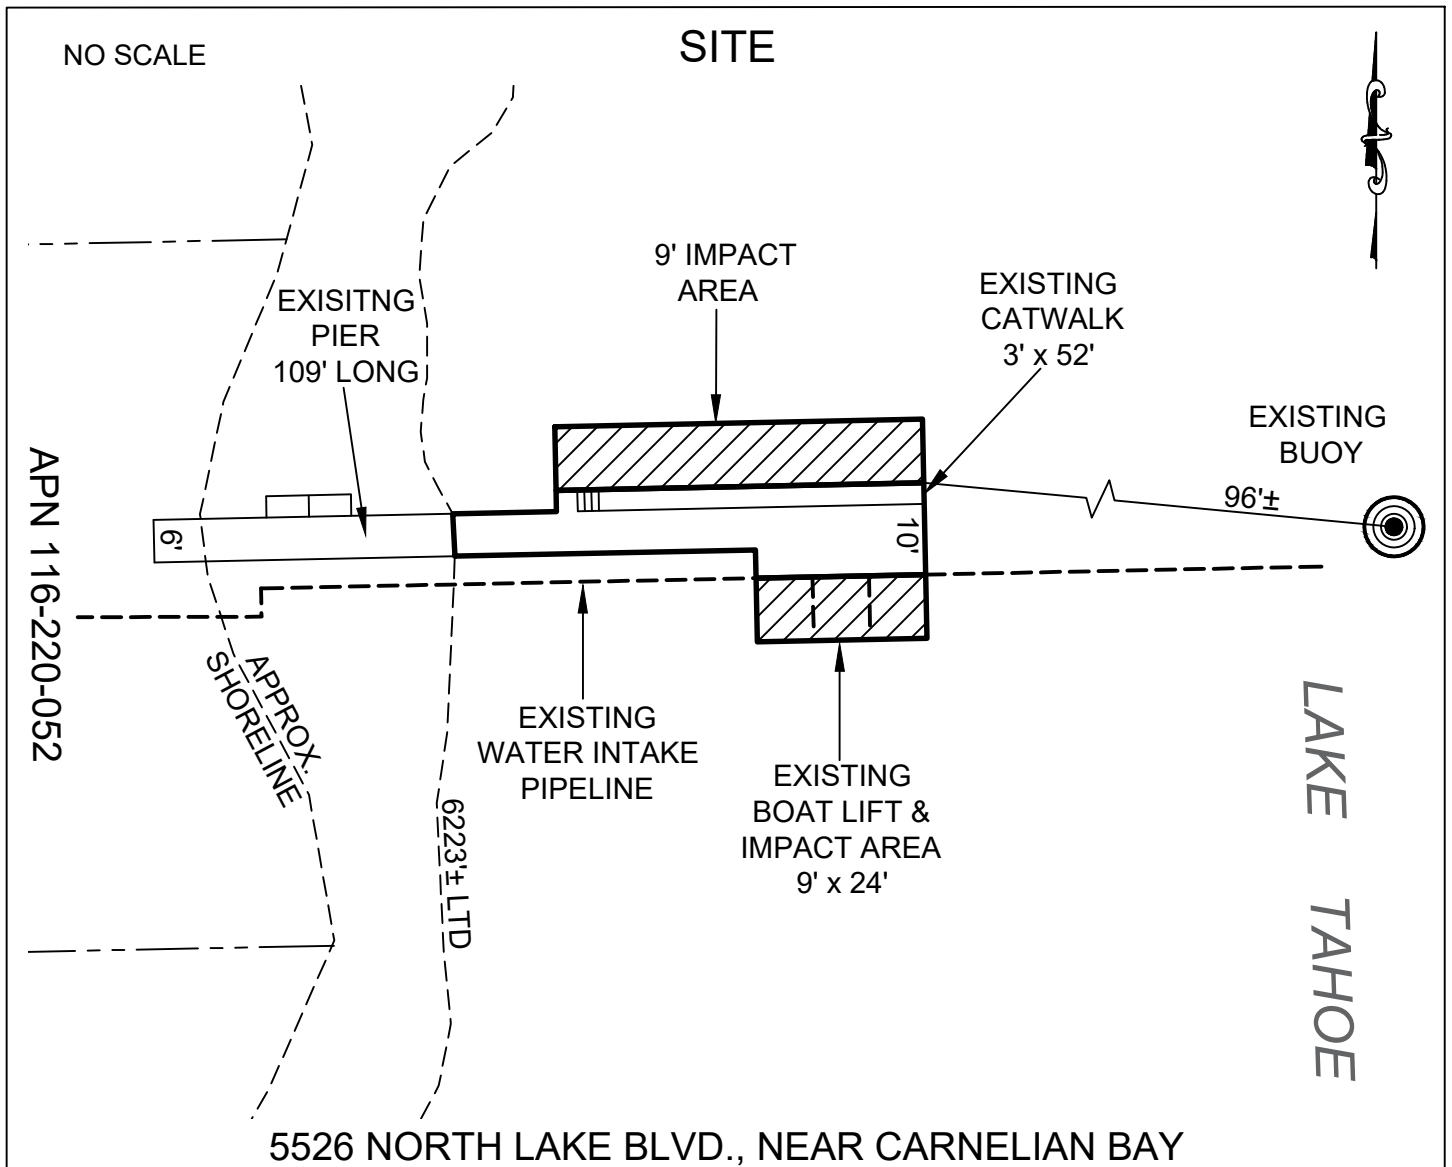 NO SCALE
SITE
9' IMPACT
AREA
EXISTING
CATWALK
3' x 52'
EXISITNG
PIER
109' LONG
EXISTING
BUOY
96'±
6'
10'
APN 116-220-052
APPROX.
SHORELINE
6223'± LTD
EXISTING
WATER INTAKE
PIPELINE
EXISTING
BOAT LIFT &
IMPACT AREA
9' x 24'
LAKE TAHOE
5526 NORTH LAKE BLVD., NEAR CARNELIAN BAY